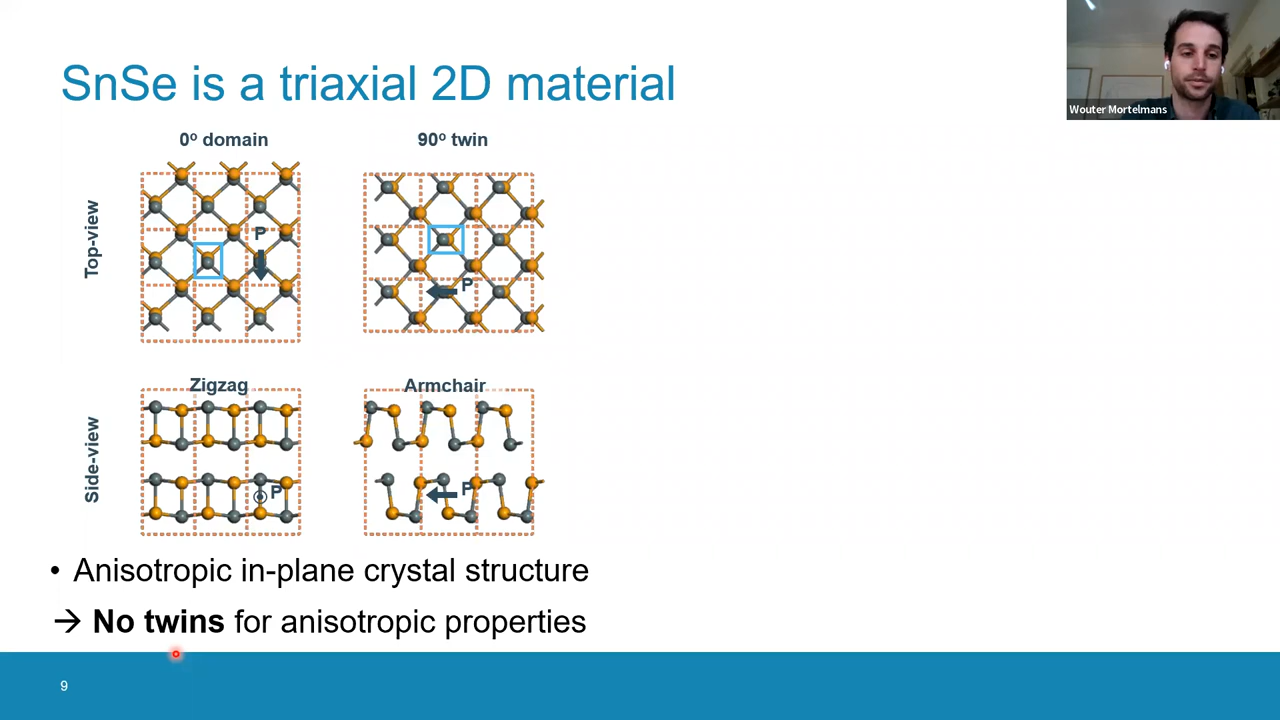 SnSe is a triaxial 2D material
Wouter Mortelmans
0º domain
90º twin
Top-view
P
P
Zigzag
Armchair
Side-view
P
P
• Anisotropic in-plane crystal structure
→ No twins for anisotropic properties
9